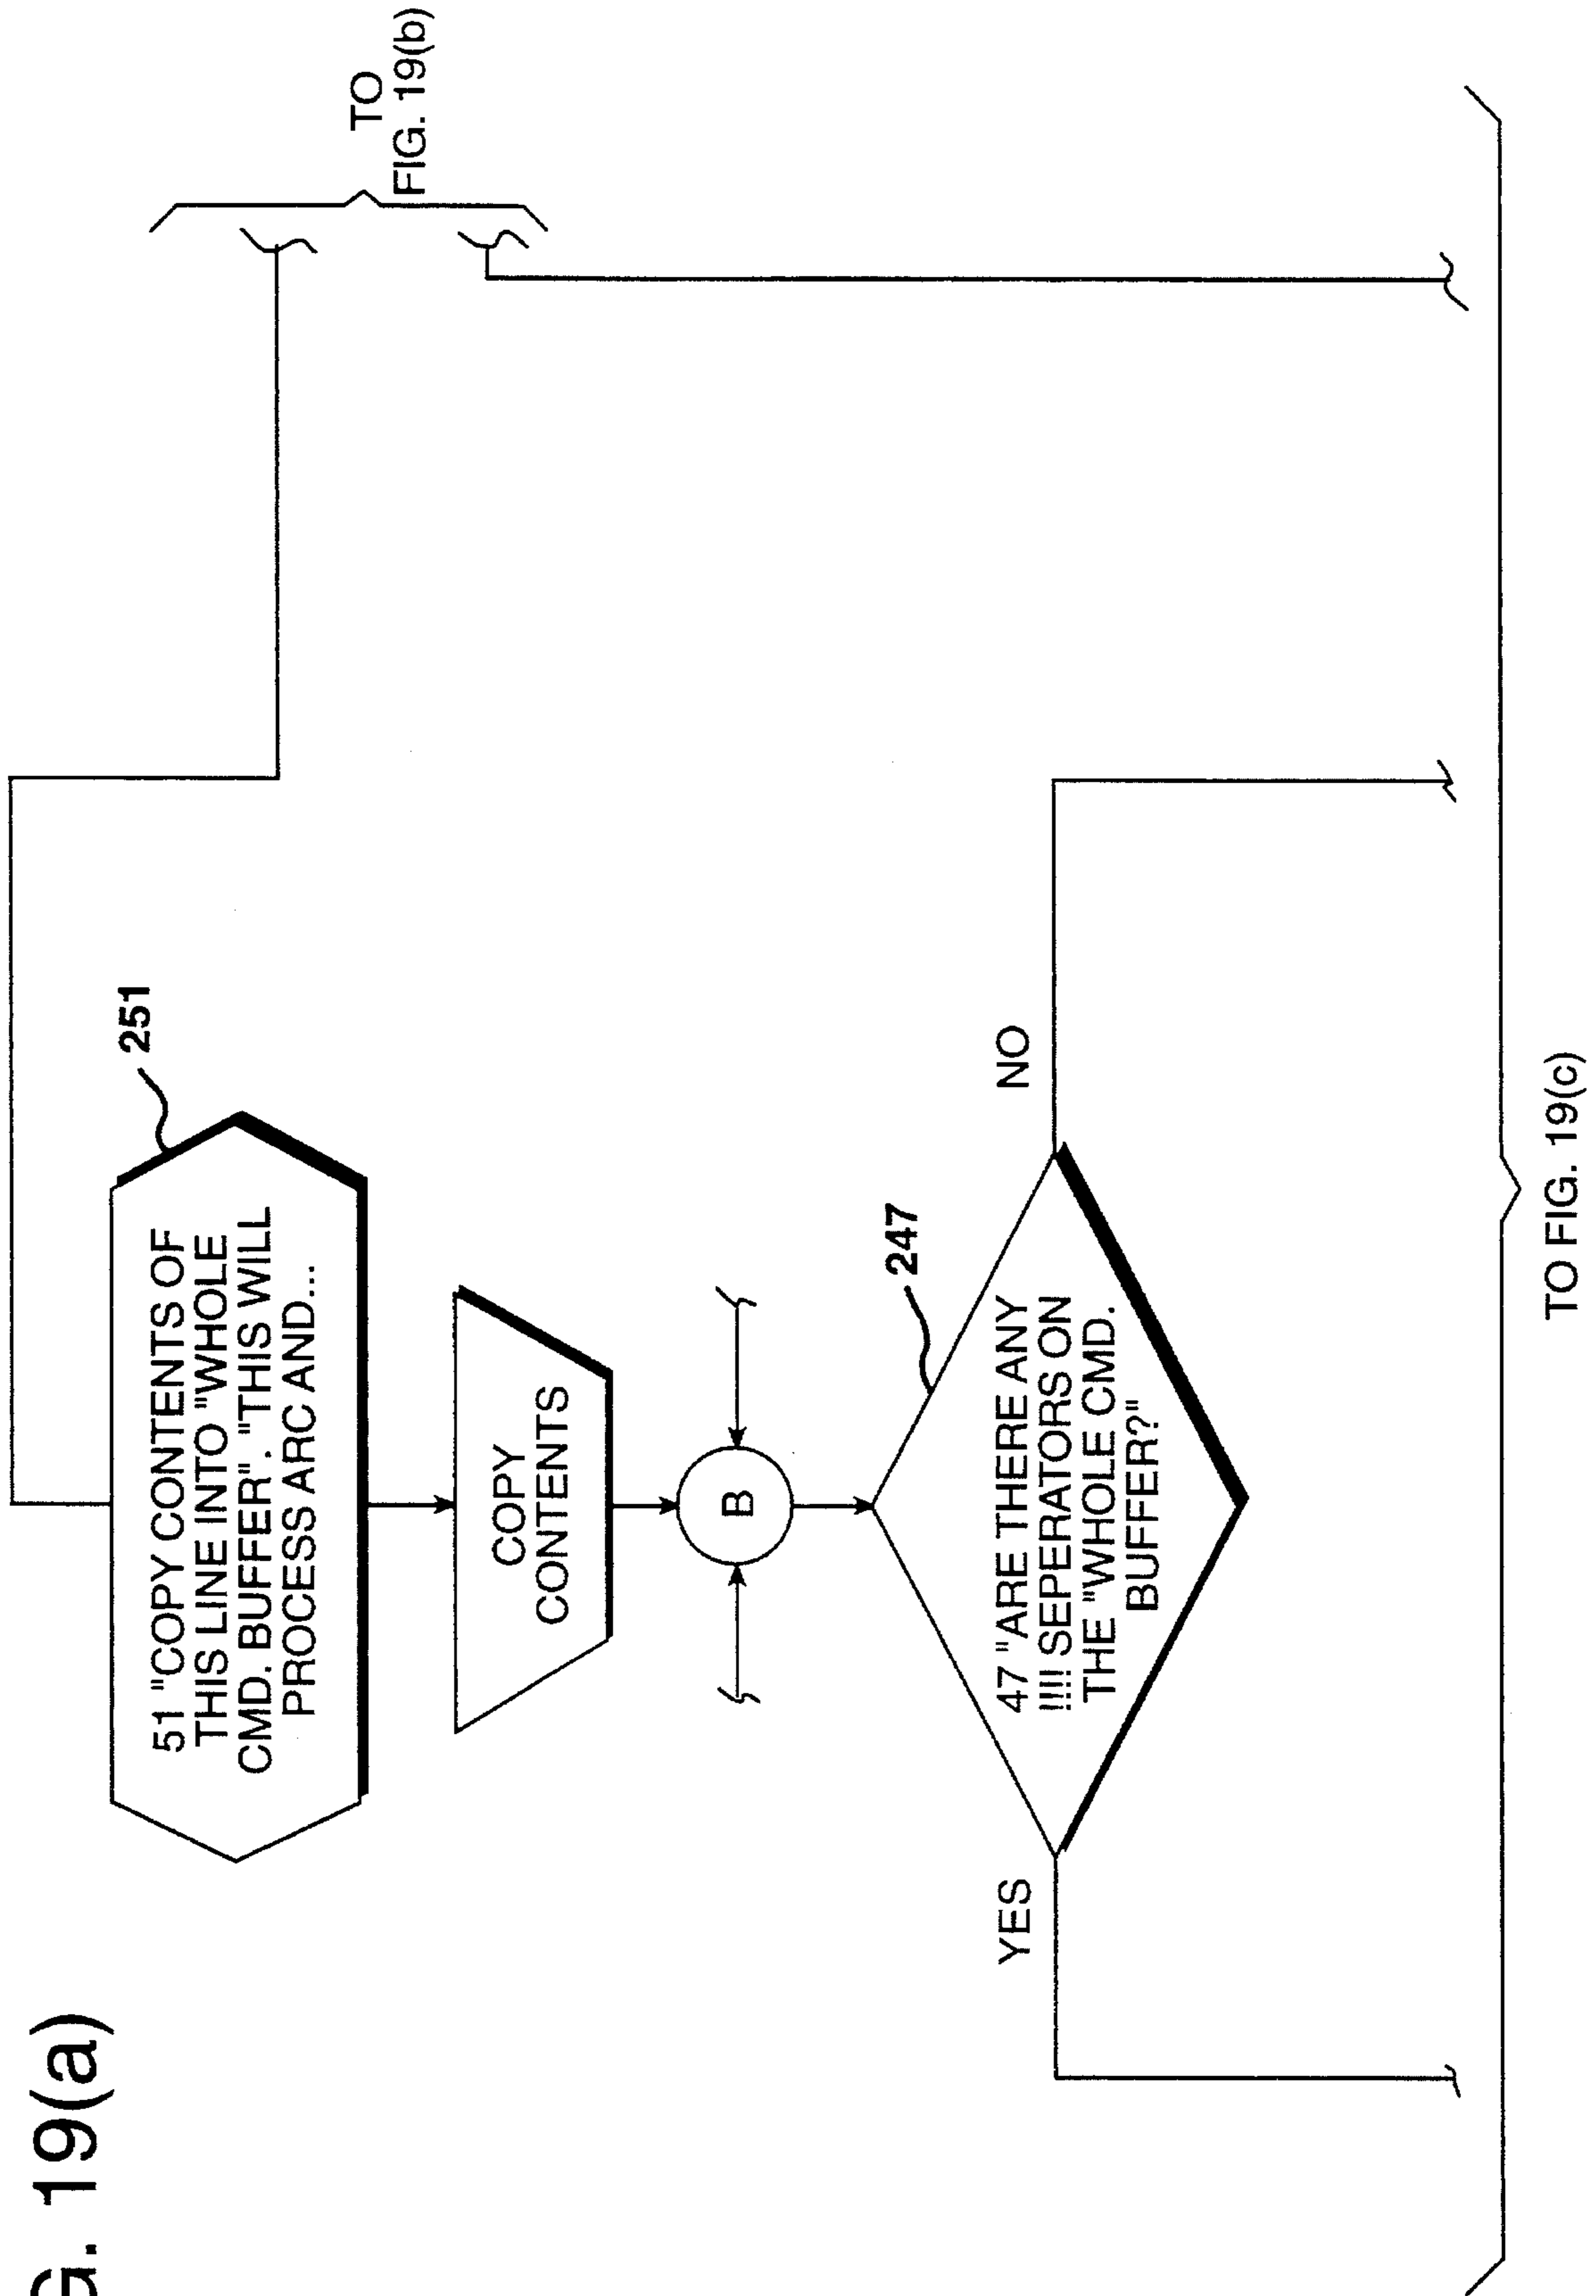 G. 19(a)
TO
FIG. 19(b)
251
51 "COPY CONTENTS OF
THIS LINE INTO "WHOLE
CMD. BUFFER". "THIS WILL
PROCESS ARC AND...
COPY
CONTENTS
B
247
47 "ARE THERE ANY
!!!! SEPERATORS ON
THE "WHOLE CMD.
BUFFER?"
YES
NO
TO FIG. 19(c)